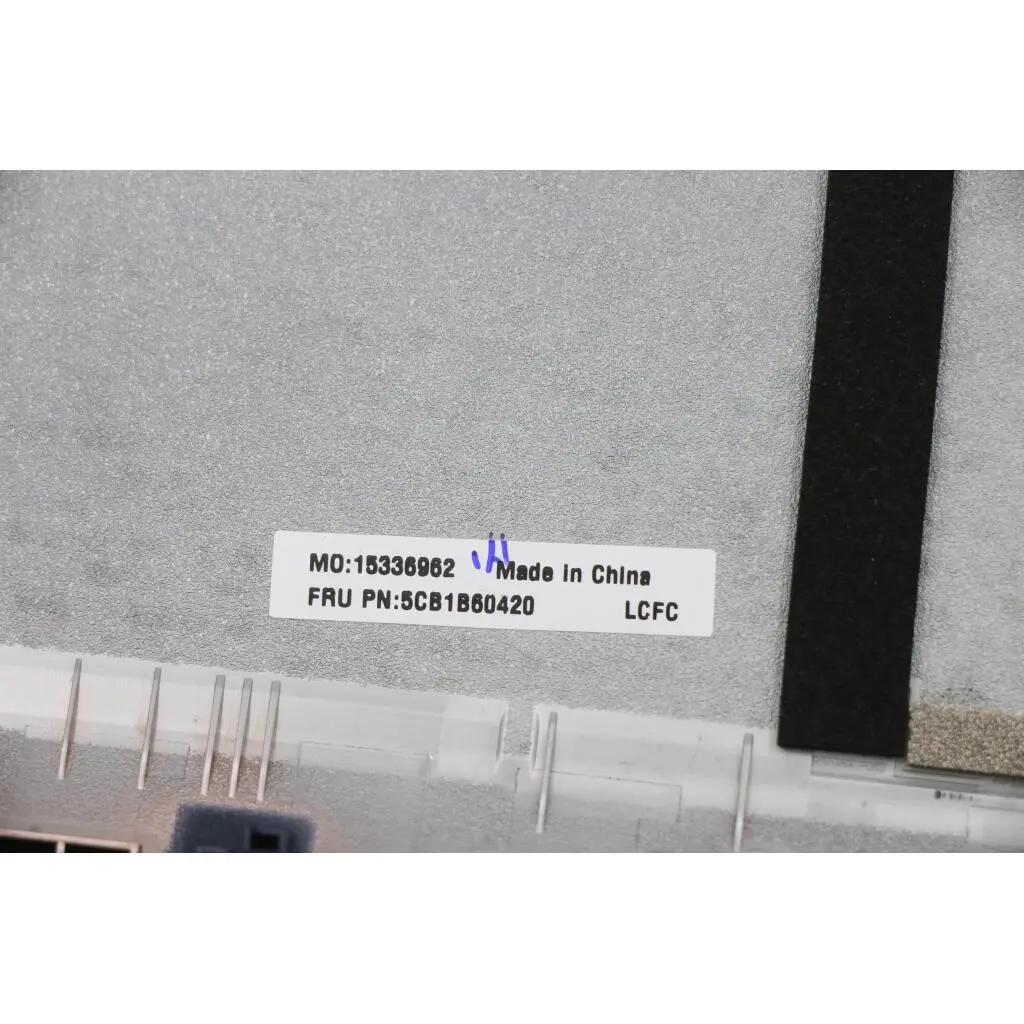 MO:15336962 Made in China
FRU PN:5CB1B60420 LCFC